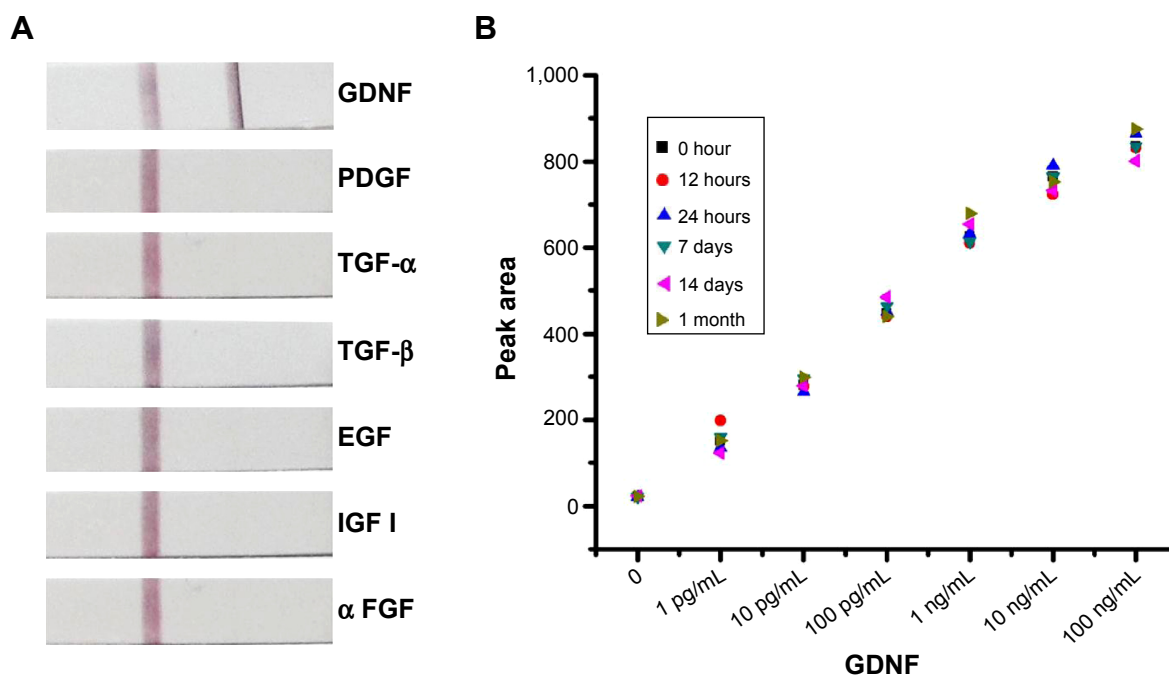 A
GDNF
PDGF
TGF-α
TGF-β
EGF
IGF I
α FGF
B
1,000
800
600
400
200
0
Peak area
0 hour
12 hours
24 hours
7 days
14 days
1 month
0
1 pg/mL
10 pg/mL
100 pg/mL
1 ng/mL
10 ng/mL
100 ng/mL
GDNF